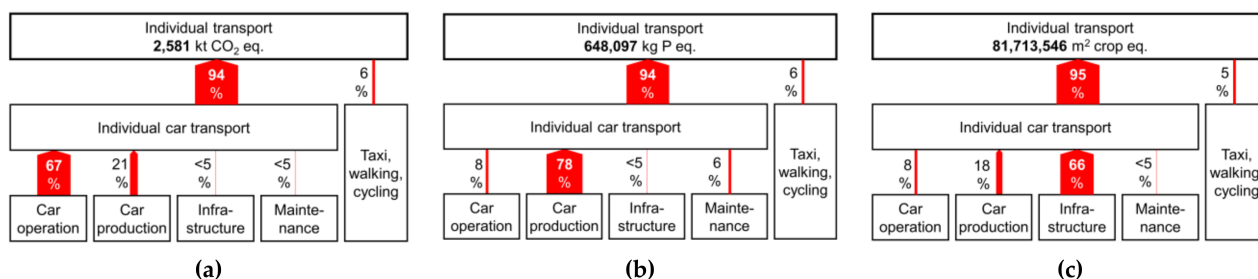 Individual transport
2,581 kt CO2 eq.
94
%
6
%
Individual car transport
67
%
21
%
<5
%
<5
%
Taxi,
walking,
cycling
Car
operation
Car
production
Infra-
structure
Mainte-
nance
(a)
Individual transport
648,097 kg P eq.
94
%
6
%
Individual car transport
8
%
78
%
<5
%
6
%
Taxi,
walking,
cycling
Car
operation
Car
production
Infra-
structure
Mainte-
nance
(b)
Individual transport
81,713,546 m2 crop eq.
95
%
5
%
Individual car transport
8
%
18
%
66
%
<5
%
Taxi,
walking,
cycling
Car
operation
Car
production
Infra-
structure
Mainte-
nance
(c)